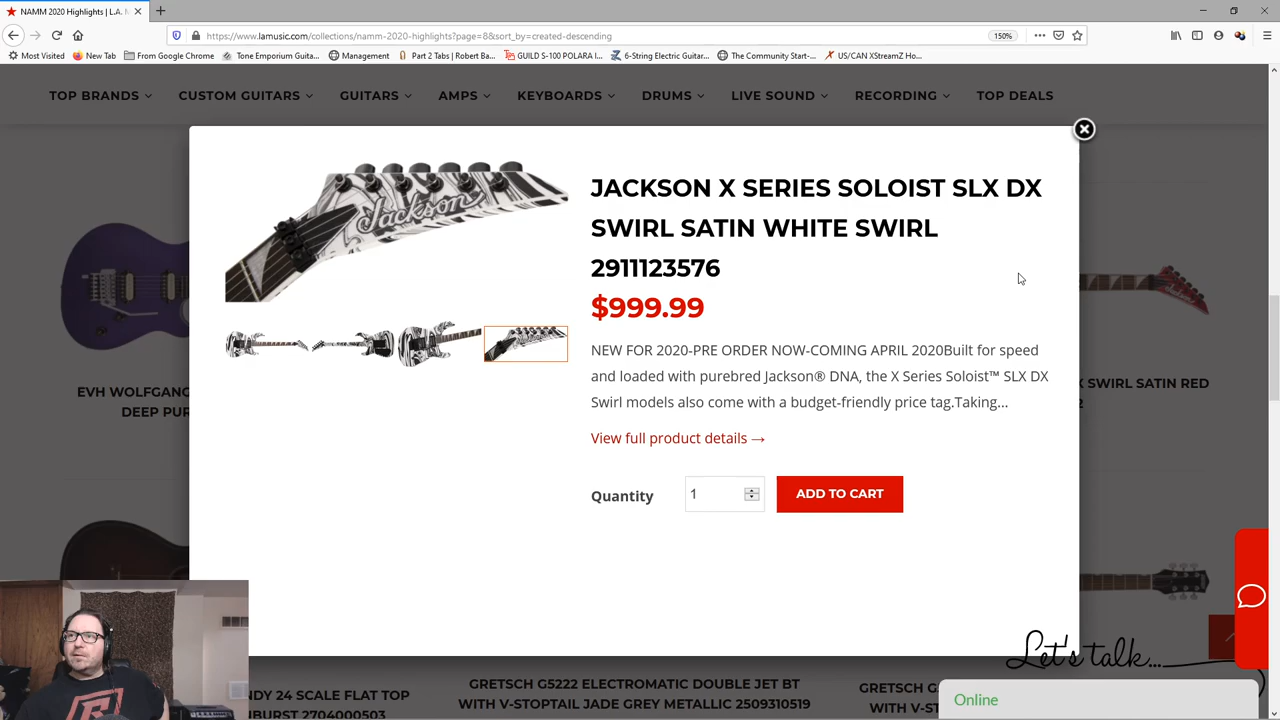 NAMM 2020 Highlights | L.A. M
https://www.lamusic.com/collections/namm-2020-highlights?page=8&sort_by=created-descending
150%
Most Visited New Tab From Google Chrome Tone Emporium Guita... Management Part 2 Tabs | Robert Ba... GUILD S-100 POLARA I... 6-String Electric Guitar... The Community Start-... US/CAN XStreamZ Ho...
TOP BRANDS CUSTOM GUITARS GUITARS AMPS KEYBOARDS DRUMS LIVE SOUND RECORDING TOP DEALS
Jackson
JACKSON X SERIES SOLOIST SLX DX
SWIRL SATIN WHITE SWIRL
2911123576
$999.99
NEW FOR 2020-PRE ORDER NOW-COMING APRIL 2020Built for speed
and loaded with purebred Jackson® DNA, the X Series Soloist™ SLX DX
Swirl models also come with a budget-friendly price tag.Taking...
View full product details →
Quantity 1 ADD TO CART
EVH WOLFGANG
DEEP PUR
X SWIRL SATIN RED
2
Let's talk...
Online
NDY 24 SCALE FLAT TOP
NBURST 2704000503
GRETSCH G5222 ELECTROMATIC DOUBLE JET BT
WITH V-STOPTAIL JADE GREY METALLIC 2509310519
GRETSCH G
WITH V